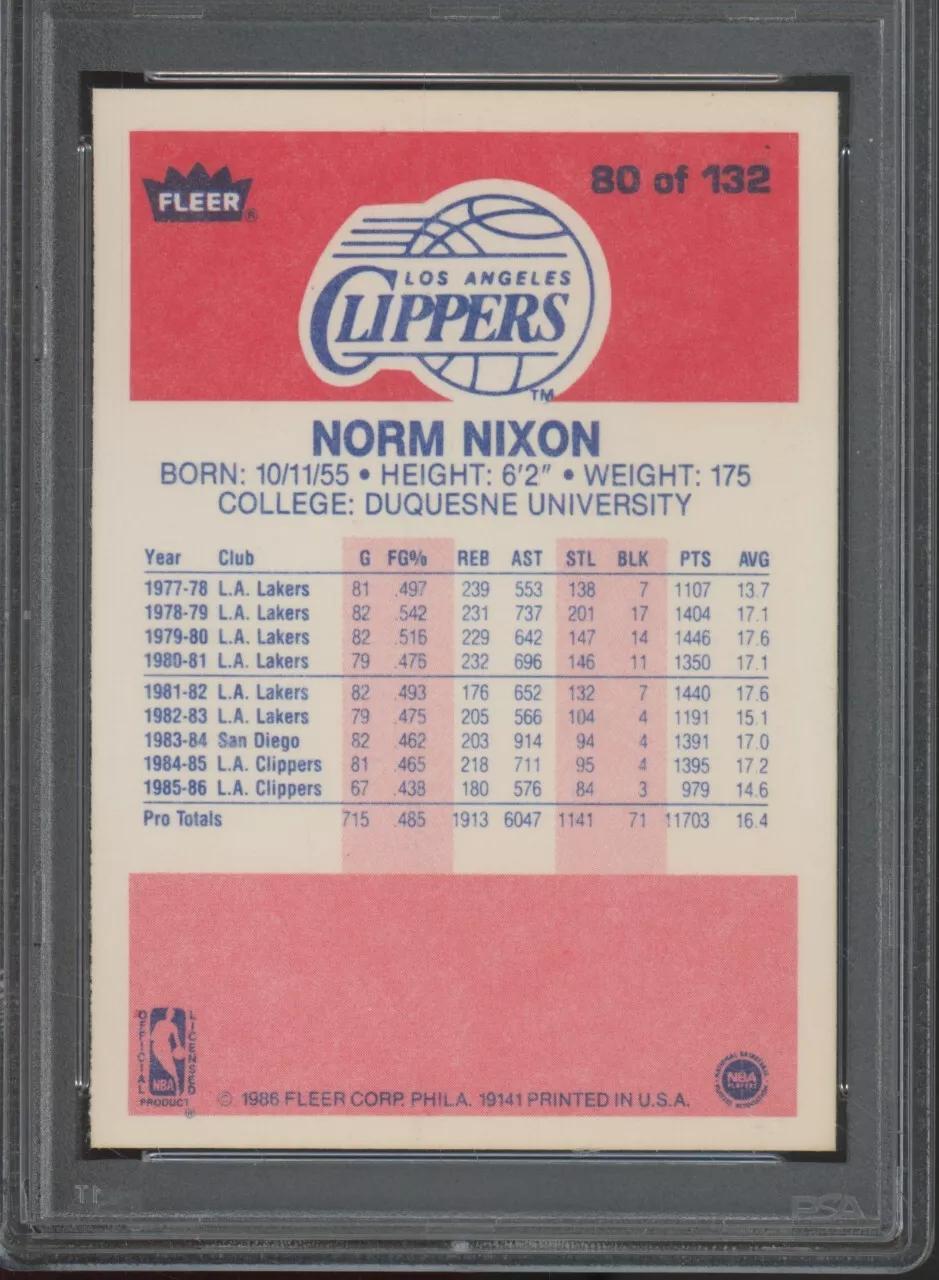 80 of 132
FLEER®
LOS ANGELES
CLIPPERS
TM
NORM NIXON
BORN: 10/11/55 • HEIGHT: 6'2" • WEIGHT: 175
COLLEGE: DUQUESNE UNIVERSITY
Year Club G FG% REB AST STL BLK PTS AVG
1977-78 L.A. Lakers 81 .497 239 553 138 7 1107 13.7
1978-79 L.A. Lakers 82 .542 231 737 201 17 1404 17.1
1979-80 L.A. Lakers 82 .516 229 642 147 14 1446 17.6
1980-81 L.A. Lakers 79 .476 232 696 146 11 1350 17.1
1981-82 L.A. Lakers 82 .493 176 652 132 7 1440 17.6
1982-83 L.A. Lakers 79 .475 205 566 104 4 1191 15.1
1983-84 San Diego 82 .462 203 914 94 4 1391 17.0
1984-85 L.A. Clippers 81 .465 218 711 95 4 1395 17.2
1985-86 L.A. Clippers 67 .438 180 576 84 3 979 14.6
Pro Totals 715 .485 1913 6047 1141 71 11703 16.4
OFFICIAL
LICENSED
NBA
PRODUCT
®
© 1986 FLEER CORP. PHILA. 19141 PRINTED IN U.S.A.
NATIONAL BASKETBALL
NBA
PLAYERS
PLAYERS ASSOCIATION
PSA